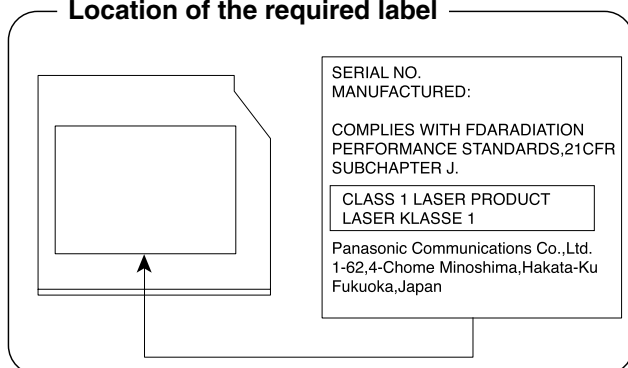 Location of the required label
SERIAL NO.
MANUFACTURED:
COMPLIES WITH FDARADIATION
PERFORMANCE STANDARDS,21CFR
SUBCHAPTER J.
CLASS 1 LASER PRODUCT
LASER KLASSE 1
Panasonic Communications Co.,Ltd.
1-62,4-Chome Minoshima,Hakata-Ku
Fukuoka,Japan